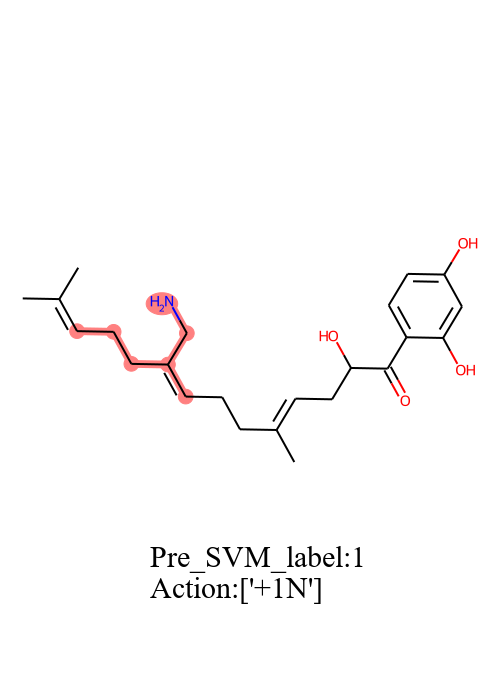 OH
H2N
HO
OH
O
Pre_SVM_label:1
Action:['+1N']